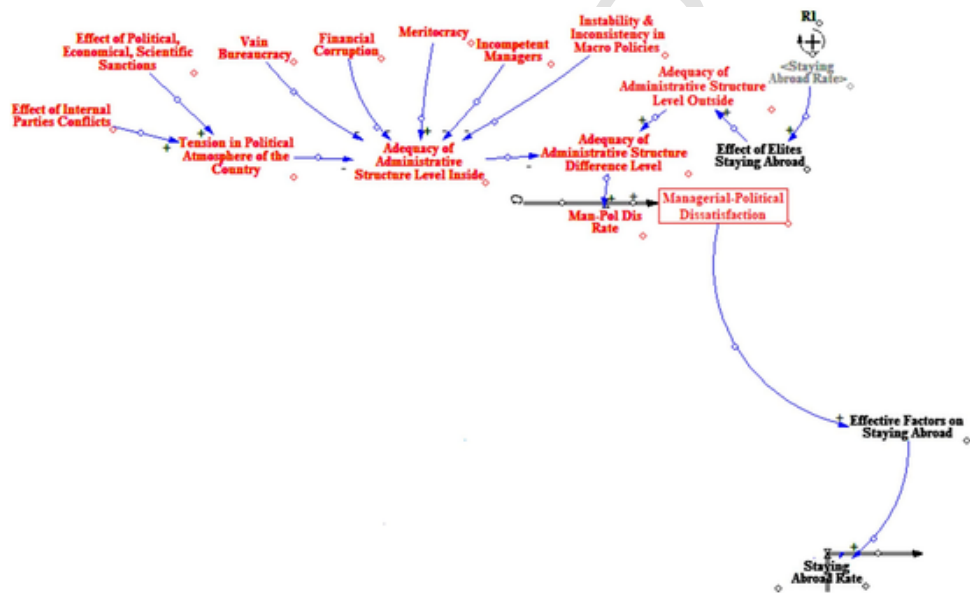 Effect of Political,
Economical, Scientific
Sanctions
Vain
Bureaucracy
Financial
Corruption
Meritocracy
Incompetent
Managers
Instability &
Inconsistency in
Macro Policies
R1
<Staying
Abroad Rate>
Effect of Internal
Parties Conflicts
Tension in Political
Atmosphere of the
Country
Adequacy of
Administrative
Structure Level Inside
Adequacy of
Administrative Structure
Difference Level
Adequacy of
Administrative Structure
Level Outside
Effect of Elites
Staying Abroad
Man-Pol Dis
Rate
Managerial-Political
Dissatisfaction
Effective Factors on
Staying Abroad
Staying
Abroad Rate